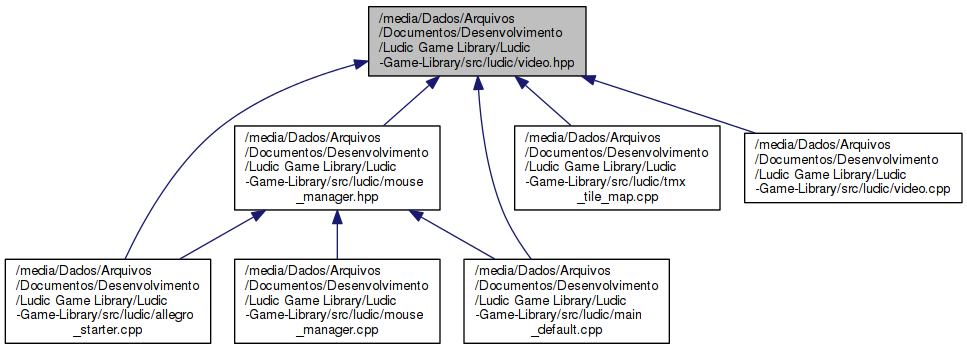 /media/Dados/Arquivos
/Documentos/Desenvolvimento
/Ludic Game Library/Ludic
-Game-Library/src/ludic/video.hpp
/media/Dados/Arquivos
/Documentos/Desenvolvimento
/Ludic Game Library/Ludic
-Game-Library/src/ludic/mouse
_manager.hpp
/media/Dados/Arquivos
/Documentos/Desenvolvimento
/Ludic Game Library/Ludic
-Game-Library/src/ludic/tmx
_tile_map.cpp
/media/Dados/Arquivos
/Documentos/Desenvolvimento
/Ludic Game Library/Ludic
-Game-Library/src/ludic/video.cpp
/media/Dados/Arquivos
/Documentos/Desenvolvimento
/Ludic Game Library/Ludic
-Game-Library/src/ludic/allegro
_starter.cpp
/media/Dados/Arquivos
/Documentos/Desenvolvimento
/Ludic Game Library/Ludic
-Game-Library/src/ludic/mouse
_manager.cpp
/media/Dados/Arquivos
/Documentos/Desenvolvimento
/Ludic Game Library/Ludic
-Game-Library/src/ludic/main
_default.cpp